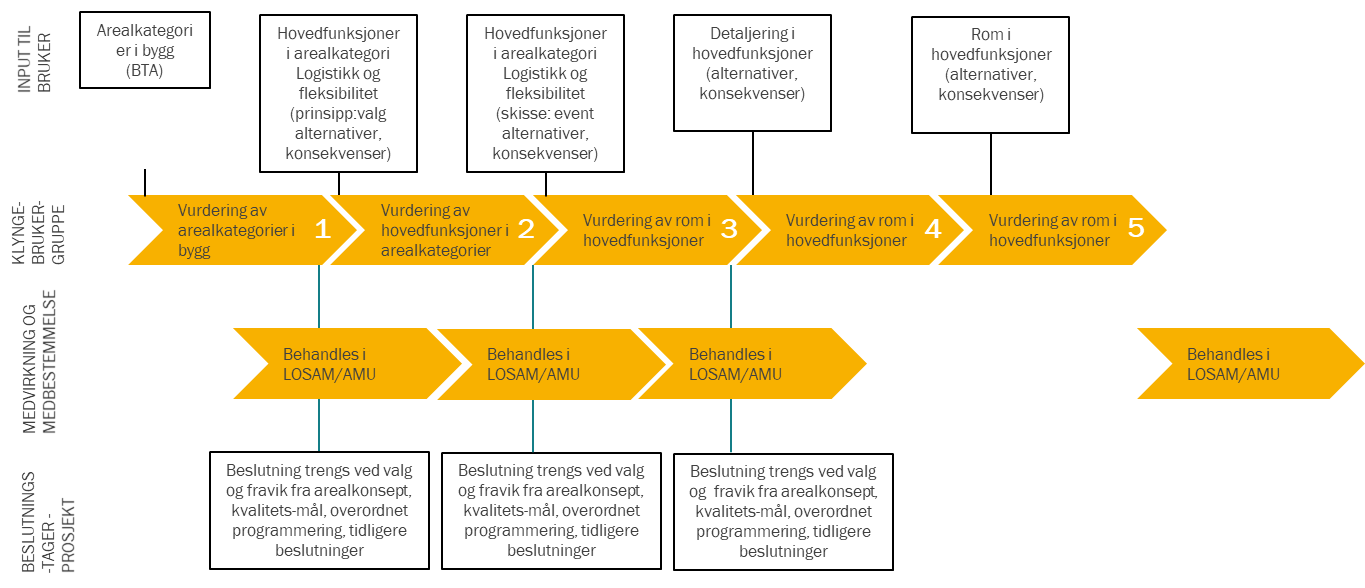 INPUT TIL
BRUKER
Arealkategori
er i bygg
(BTA)
Hovedfunksjoner
i arealkategori
Logistikk og
fleksibilitet
(prinsipp:valg
alternativer,
konsekvenser)
Hovedfunksjoner
i arealkategori
Logistikk og
fleksibilitet
(skisse: event
alternativer,
konsekvenser)
Detaljering i
hovedfunksjoner
(alternativer,
konsekvenser)
Rom i
hovedfunksjoner
(alternativer,
konsekvenser)
KLYNGE-
BRUKER-
GRUPPE
Vurdering av
arealkategorier i
bygg
1
Vurdering av
hovedfunksjoner i
arealkategorier
2
Vurdering av rom i
hovedfunksjoner
3
Vurdering av rom i
hovedfunksjoner
4
Vurdering av rom i
hovedfunksjoner
5
MEDVIRKNING OG
MEDBESTEMMELSE
Behandles i
LOSAM/AMU
Behandles i
LOSAM/AMU
Behandles i
LOSAM/AMU
Behandles i
LOSAM/AMU
BESLUTNINGS
-TAGER -
PROSJEKT
Beslutning trengs ved valg
og fravik fra arealkonsept,
kvalitets-mål, overordnet
programmering, tidligere
beslutninger
Beslutning trengs ved valg
og fravik fra arealkonsept,
kvalitets-mål, overordnet
programmering, tidligere
beslutninger
Beslutning trengs ved valg
og  fravik fra arealkonsept,
kvalitets-mål, overordnet
programmering, tidligere
beslutninger